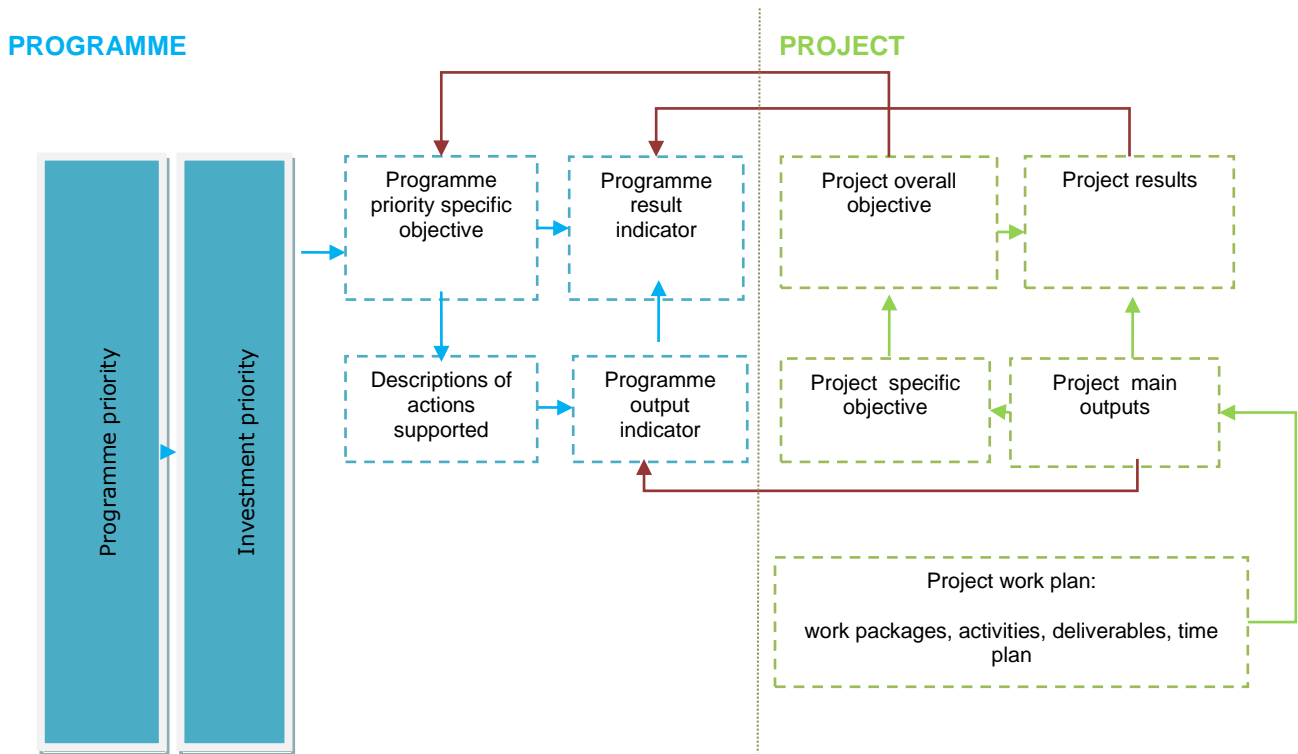 PROGRAMME
PROJECT
Programme priority
Investment priority
Programme
priority specific
objective
Programme
result
indicator
Project overall
objective
Project results
Descriptions of
actions
supported
Programme
output
indicator
Project  specific
objective
Project  main
outputs
Project work plan:
work packages, activities, deliverables, time
plan